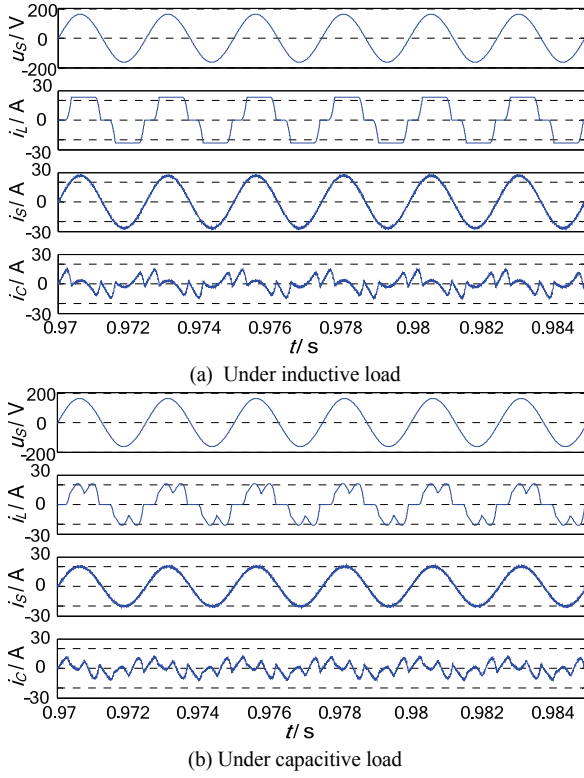 200
0
-200
u_S / V
30
0
-30
i_L / A
30
0
-30
i_S / A
30
0
-30
i_C / A
0.97 0.972 0.974 0.976 0.978 0.98 0.982 0.984
t/ s
(a) Under inductive load
200
0
-200
u_S / V
30
0
-30
i_L / A
30
0
-30
i_S / A
30
0
-30
i_C / A
0.97 0.972 0.974 0.976 0.978 0.98 0.982 0.984
t/ s
(b) Under capacitive load